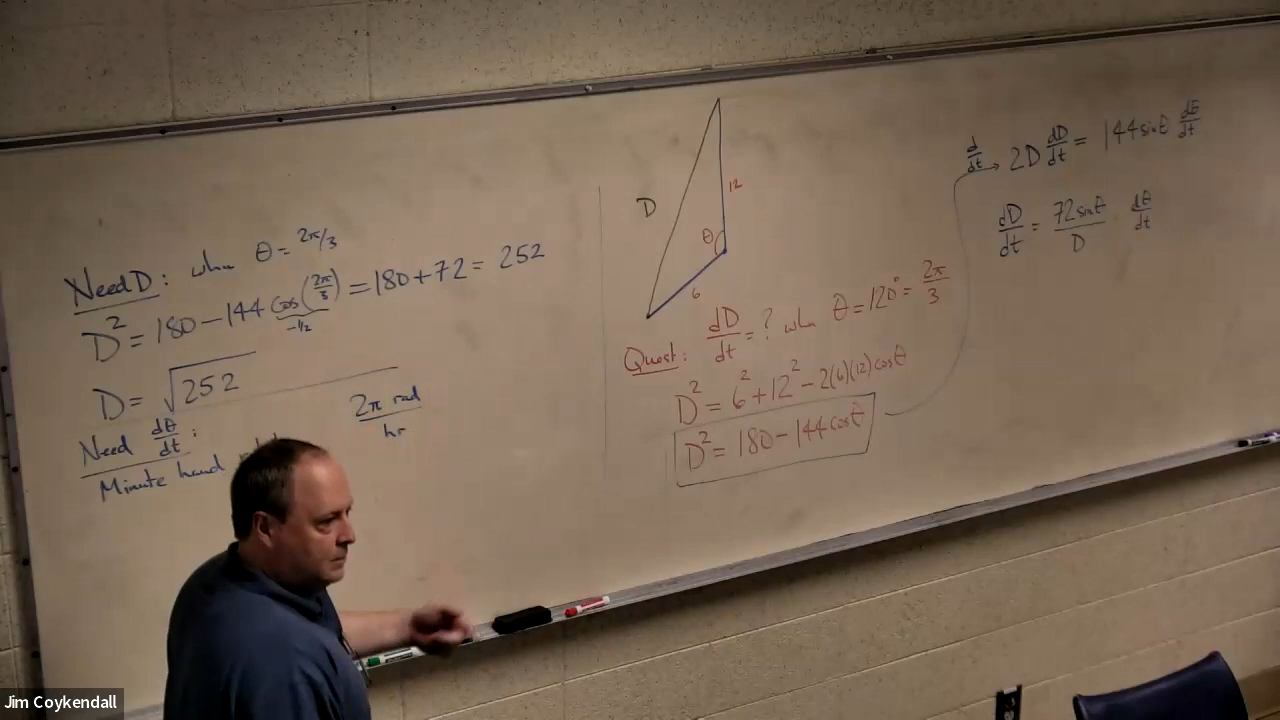 Need D: when θ = 2π/3
D² = 180 − 144 cos(2π/3) = 180 + 72 = 252
−1/2
D = √252
Need dθ/dt:
Minute hand
2π rad/hr
D
12
θ
6
Quest: dD/dt = ? when θ = 120° = 2π/3
D² = 6² + 12² − 2(6)(12)cosθ
D² = 180 − 144cosθ
d/dt → 2D dD/dt = 144 sinθ dθ/dt
dD/dt = 72 sinθ/D dθ/dt
Jim Coykendall